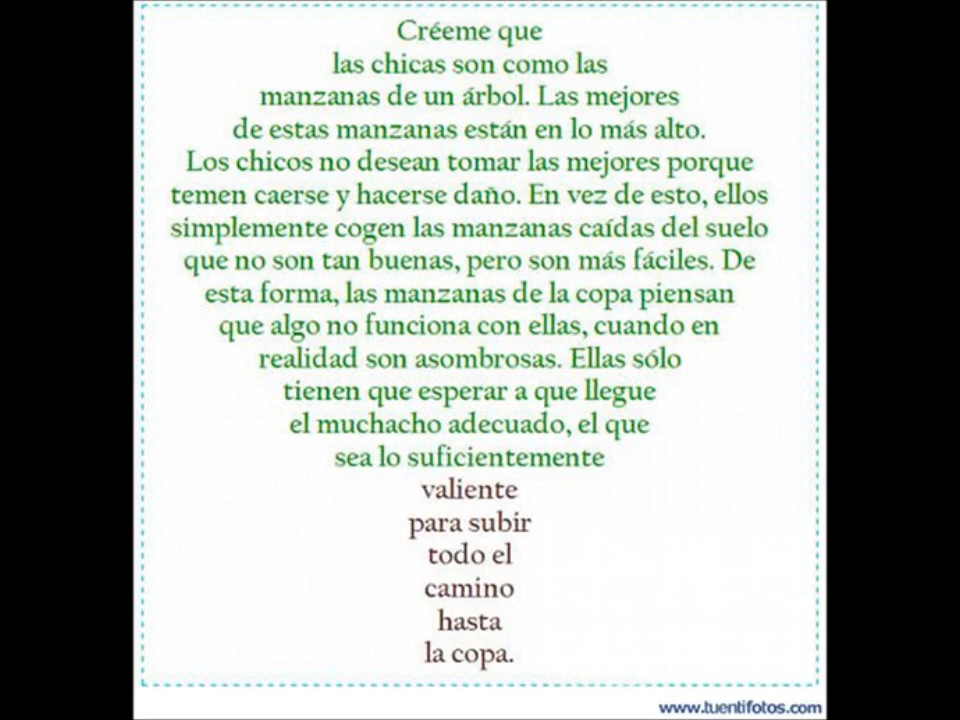 Créeme que
las chicas son como las
manzanas de un árbol. Las mejores
de estas manzanas están en lo más alto.
Los chicos no desean tomar las mejores porque
temen caerse y hacerse daño. En vez de esto, ellos
simplemente cogen las manzanas caídas del suelo
que no son tan buenas, pero son más fáciles. De
esta forma, las manzanas de la copa piensan
que algo no funciona con ellas, cuando en
realidad son asombrosas. Ellas sólo
tienen que esperar a que llegue
el muchacho adecuado, el que
sea lo suficientemente
valiente
para subir
todo el
camino
hasta
la copa.
www.tuentifotos.com